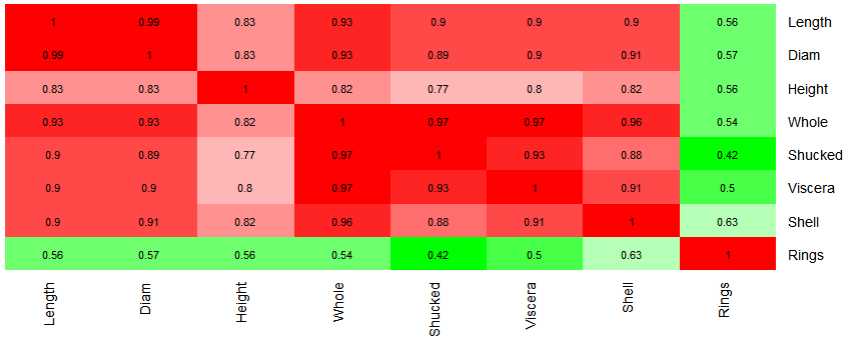 1 0.99 0.83 0.93 0.9 0.9 0.9 0.56 Length
0.99 1 0.83 0.93 0.89 0.9 0.91 0.57 Diam
0.83 0.83 1 0.82 0.77 0.8 0.82 0.56 Height
0.93 0.93 0.82 1 0.97 0.97 0.96 0.54 Whole
0.9 0.89 0.77 0.97 1 0.93 0.88 0.42 Shucked
0.9 0.9 0.8 0.97 0.93 1 0.91 0.5 Viscera
0.9 0.91 0.82 0.96 0.88 0.91 1 0.63 Shell
0.56 0.57 0.56 0.54 0.42 0.5 0.63 1 Rings
Length Diam Height Whole Shucked Viscera Shell Rings